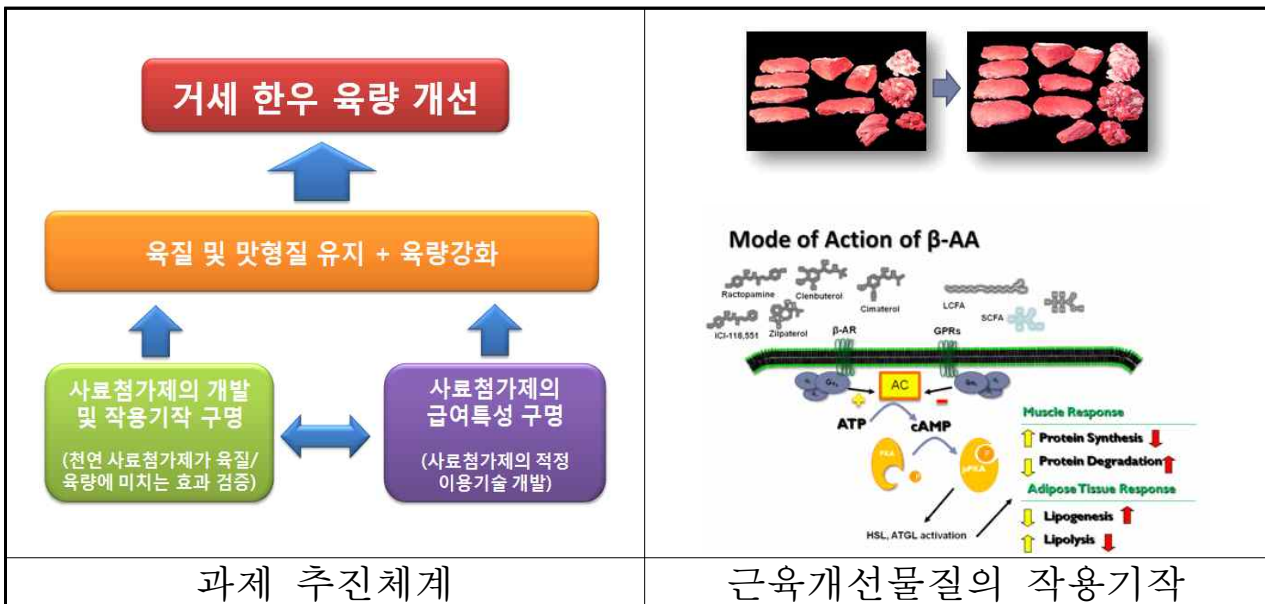 거세 한우 육량 개선
육질 및 맛형질 유지 + 육량강화
사료첨가제의 개발
및 작용기작 구명
(천연 사료첨가제가 육질/
육량에 미치는 효과 검증)
사료첨가제의
급여특성 구명
(사료첨가제의 적정
이용기술 개발)
과제 추진체계
Mode of Action of β-AA
Ractopamine
Clenbuterol
Cimaterol
LCFA
SCFA
ICI-118,551
Zilpaterol
β-AR
GPRs
AC
ATP
cAMP
PKA
pPKA
HSL, ATGL activation
Muscle Response
Protein Synthesis
Protein Degradation
Adipose Tissue Response
Lipogenesis
Lipolysis
근육개선물질의 작용기작